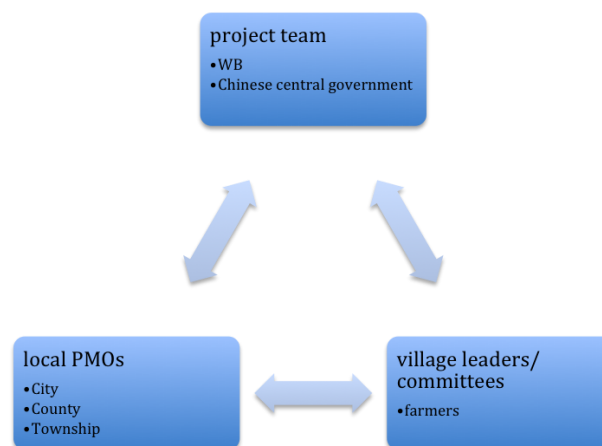 project team
•WB
•Chinese central government
local PMOs
•City
•County
•Township
village leaders/
committees
•farmers